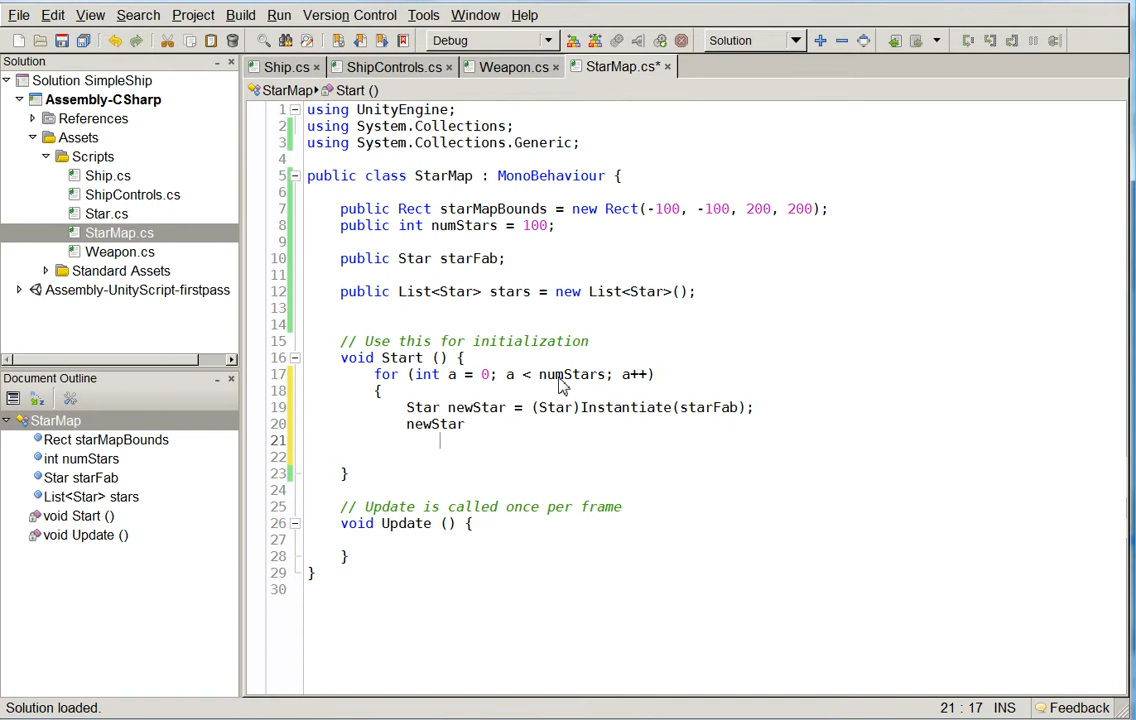 File Edit View Search Project Build Run Version Control Tools Window Help
Debug Solution
Solution
Solution SimpleShip
Assembly-CSharp
References
Assets
Scripts
Ship.cs
ShipControls.cs
Star.cs
StarMap.cs
Weapon.cs
Standard Assets
Assembly-UnityScript-firstpass
Document Outline
StarMap
Rect starMapBounds
int numStars
Star starFab
List<Star> stars
void Start ()
void Update ()
Ship.cs × ShipControls.cs × Weapon.cs × StarMap.cs* ×
StarMap Start ()
1 using UnityEngine;
2 using System.Collections;
3 using System.Collections.Generic;
4
5 public class StarMap : MonoBehaviour {
6
7 public Rect starMapBounds = new Rect(-100, -100, 200, 200);
8 public int numStars = 100;
9
10 public Star starFab;
11
12 public List<Star> stars = new List<Star>();
13
14
15 // Use this for initialization
16 void Start () {
17 for (int a = 0; a < numStars; a++)
18 {
19 Star newStar = (Star)Instantiate(starFab);
20 newStar
21
22
23 }
24
25 // Update is called once per frame
26 void Update () {
27
28 }
29 }
30
Solution loaded. 21 : 17 INS Feedback